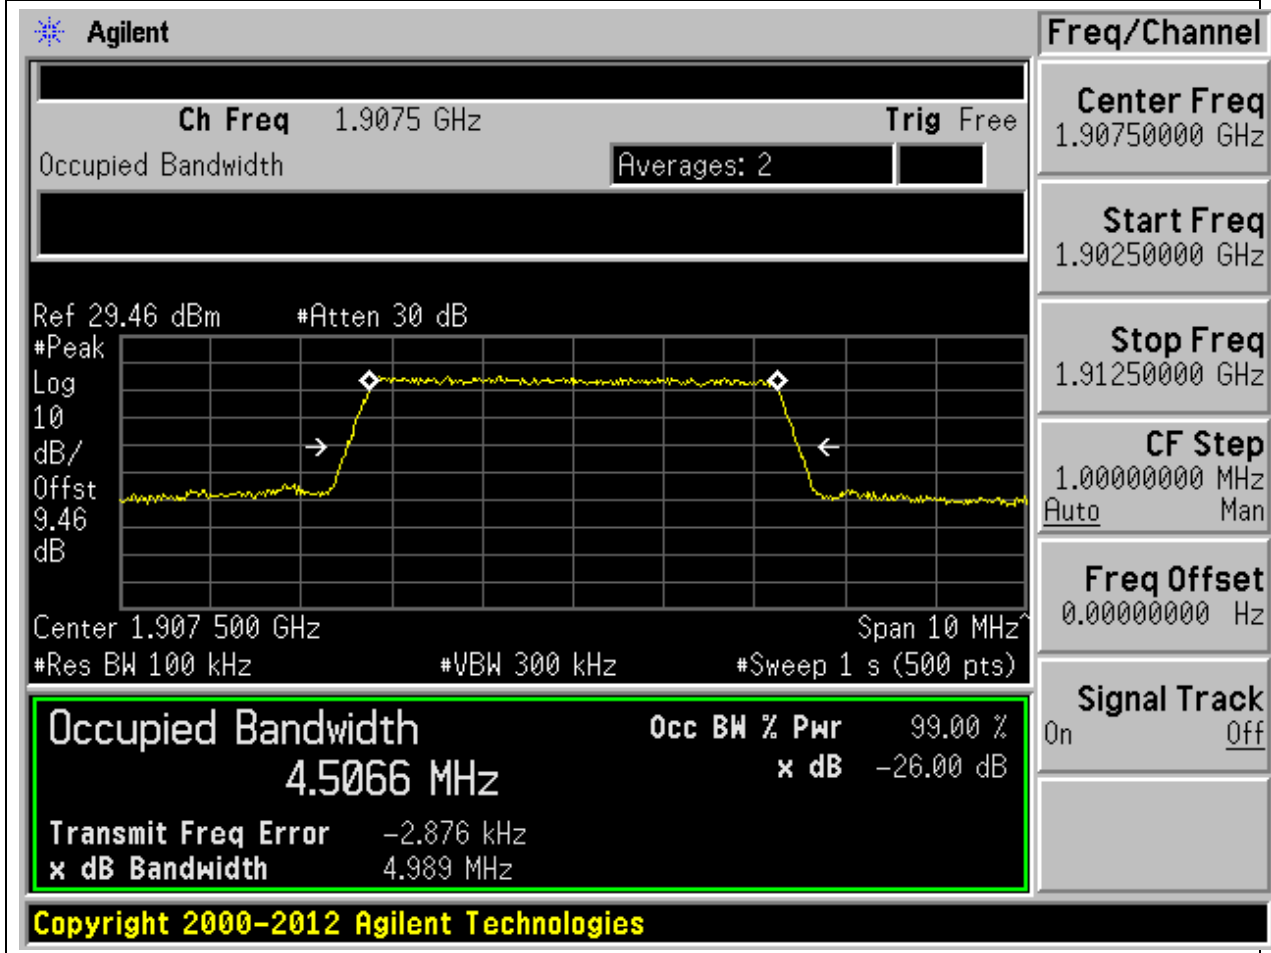 Agilent
Freq/Channel
Ch Freq 1.9075 GHz Trig Free
Occupied Bandwidth Averages: 2
Center Freq
1.90750000 GHz
Start Freq
1.90250000 GHz
Stop Freq
1.91250000 GHz
CF Step
1.00000000 MHz
Auto Man
Freq Offset
0.00000000 Hz
Signal Track
On Off
Ref 29.46 dBm #Atten 30 dB
#Peak
Log
10
dB/
Offst
9.46
dB
Center 1.907 500 GHz Span 10 MHz^
#Res BW 100 kHz #VBW 300 kHz #Sweep 1 s (500 pts)
Occupied Bandwidth Occ BW % Pwr 99.00 %
4.5066 MHz x dB -26.00 dB
Transmit Freq Error -2.876 kHz
x dB Bandwidth 4.989 MHz
Copyright 2000-2012 Agilent Technologies